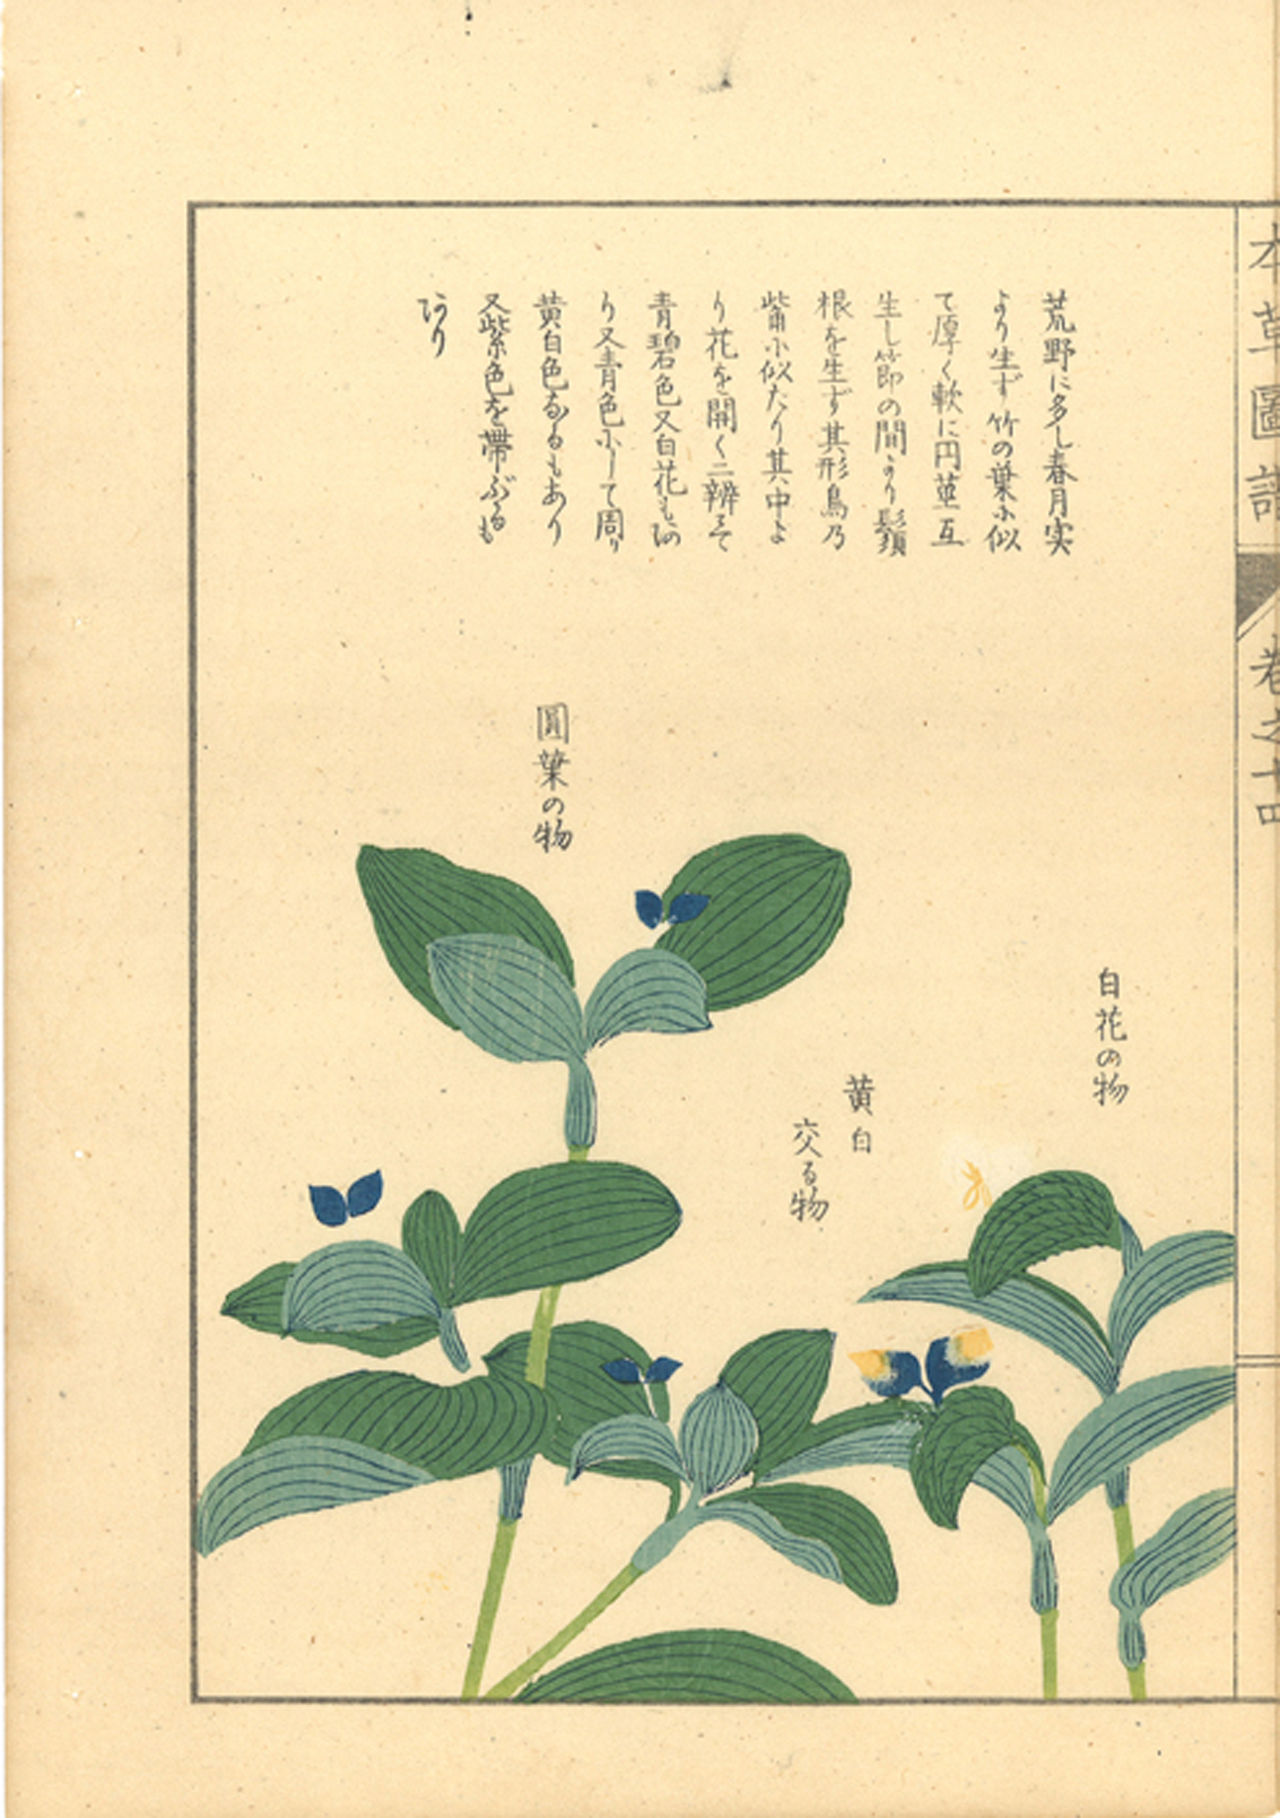 本草圖譜 卷之十四
荒野に多し春月実
より生ず竹の葉に似
て厚く軟に円莖互
生し節の間より鬚
根を生ず其形鳥乃
觜に似たり其中よ
り花を開く二辨にて
青碧色又白花もあ
り又青色にして周り
黄白色なるもあり
又紫色を帯ぶるも
あり
白花の物
黄白
交る物
圓葉の物